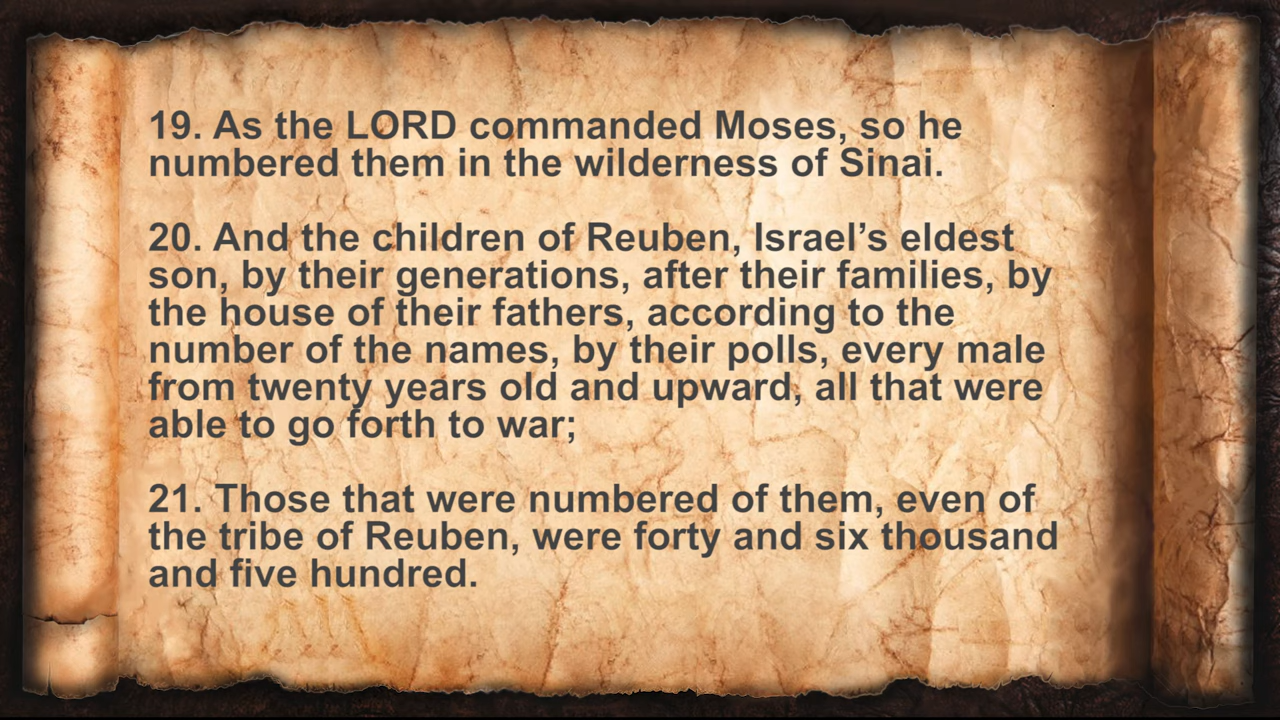 19. As the LORD commanded Moses, so he
numbered them in the wilderness of Sinai.
20. And the children of Reuben, Israel’s eldest
son, by their generations, after their families, by
the house of their fathers, according to the
number of the names, by their polls, every male
from twenty years old and upward, all that were
able to go forth to war;
21. Those that were numbered of them, even of
the tribe of Reuben, were forty and six thousand
and five hundred.